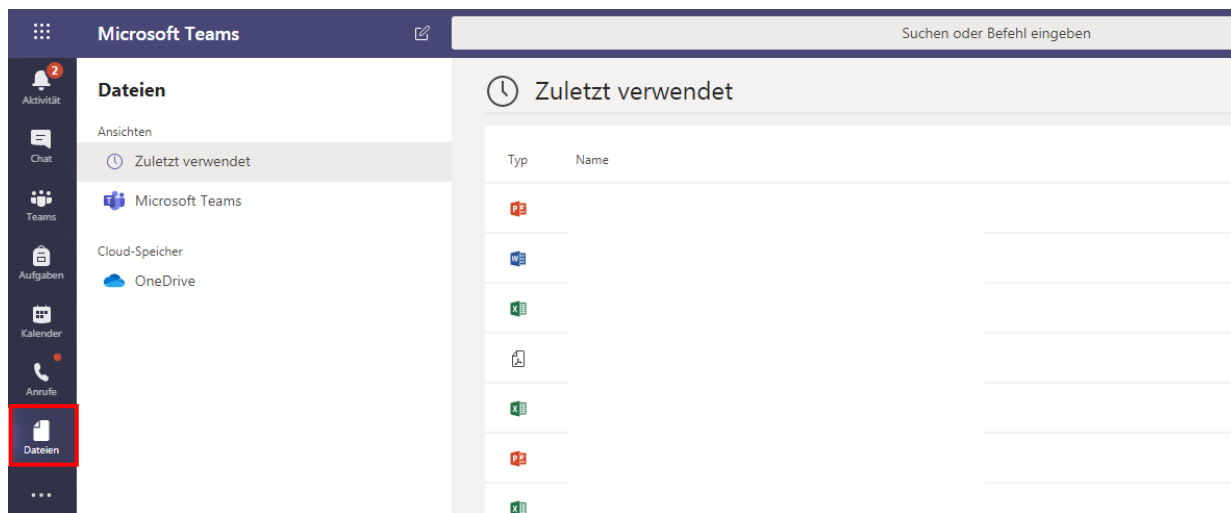 Microsoft Teams
Suchen oder Befehl eingeben
2
Aktivität
Chat
Teams
Aufgaben
Kalender
Anrufe
Dateien
Dateien
Ansichten
Zuletzt verwendet
Microsoft Teams
Cloud-Speicher
OneDrive
Zuletzt verwendet
Typ Name